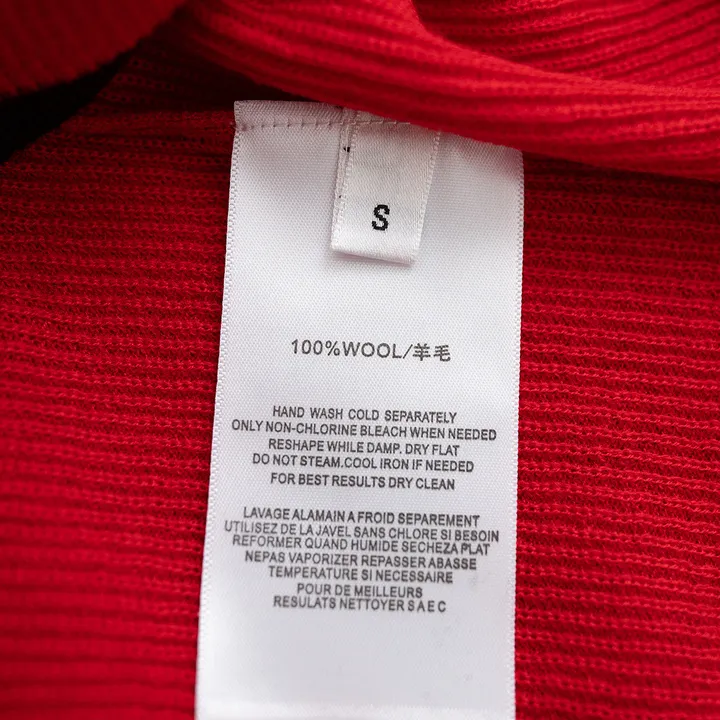 S
100%WOOL/羊毛
HAND WASH COLD SEPARATELY
ONLY NON-CHLORINE BLEACH WHEN NEEDED
RESHAPE WHILE DAMP. DRY FLAT
DO NOT STEAM.COOL IRON IF NEEDED
FOR BEST RESULTS DRY CLEAN
LAVAGE ALAMAIN A FROID SEPAREMENT
UTILISEZ DE LA JAVEL SANS CHLORE SI BESOIN
REFORMER QUAND HUMIDE SECHEZA PLAT
NEPAS VAPORIZER REPASSER ABASSE
TEMPERATURE SI NECESSAIRE
POUR DE MEILLEURS
RESULATS NETTOYER S A E C